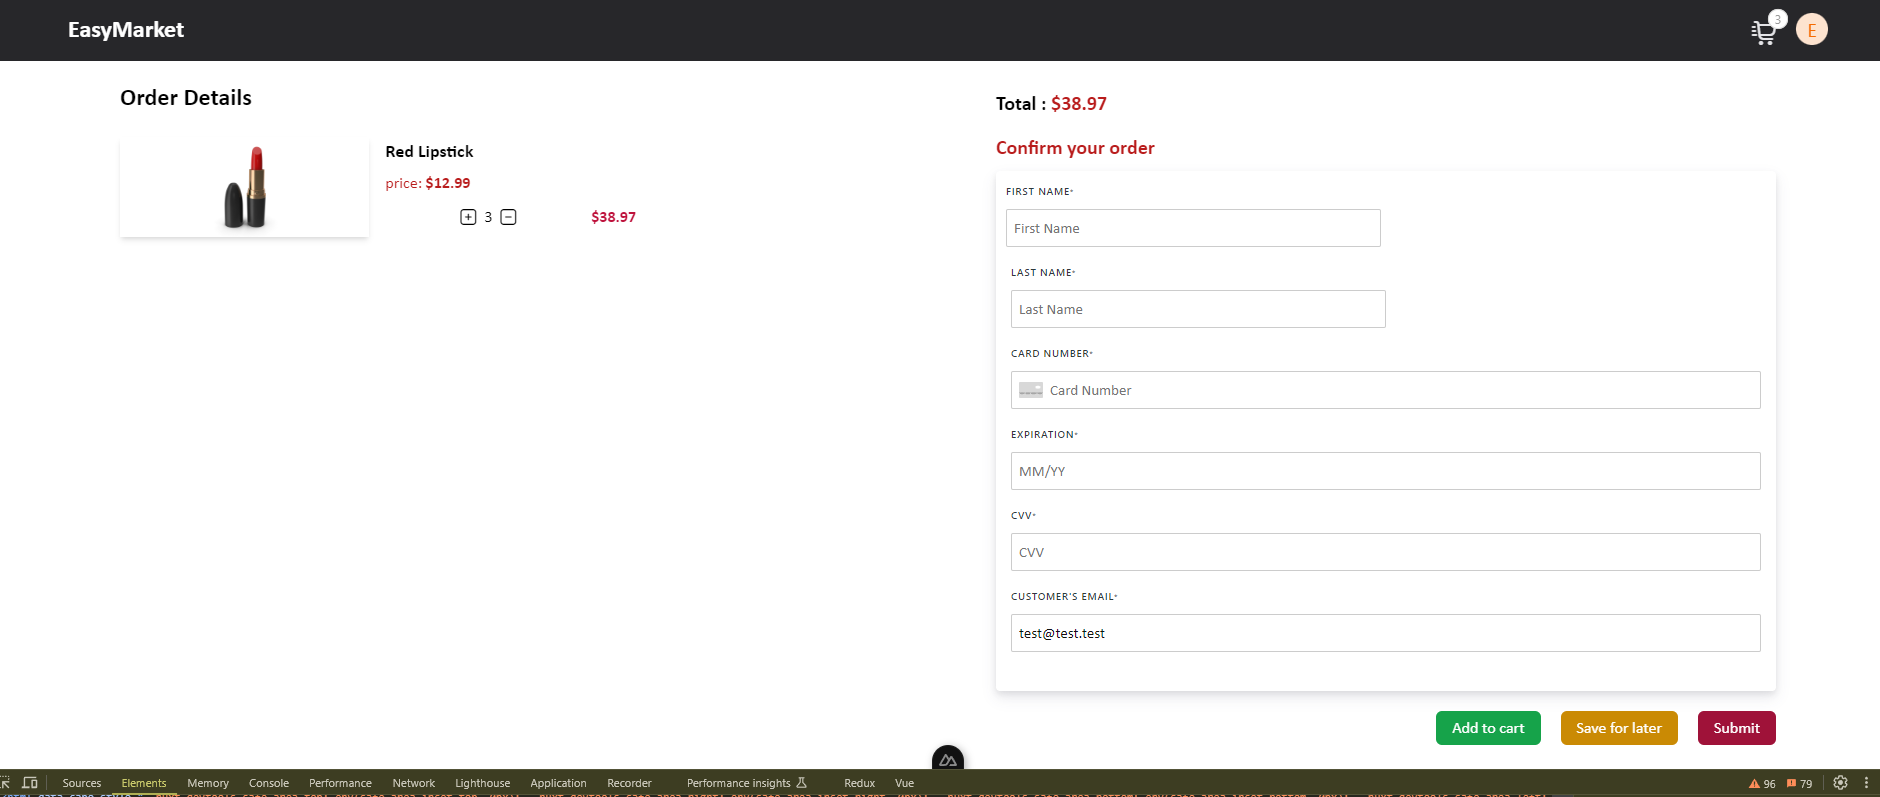 EasyMarket
3
E
Order Details
Red Lipstick
price: $12.99
3
$38.97
Total : $38.97
Confirm your order
FIRST NAME*
First Name
LAST NAME*
Last Name
CARD NUMBER*
Card Number
EXPIRATION*
MM/YY
CVV*
CVV
CUSTOMER'S EMAIL*
test@test.test
Add to cart Save for later Submit
Sources Elements Memory Console Performance Network Lighthouse Application Recorder Performance insights Redux Vue 96 79